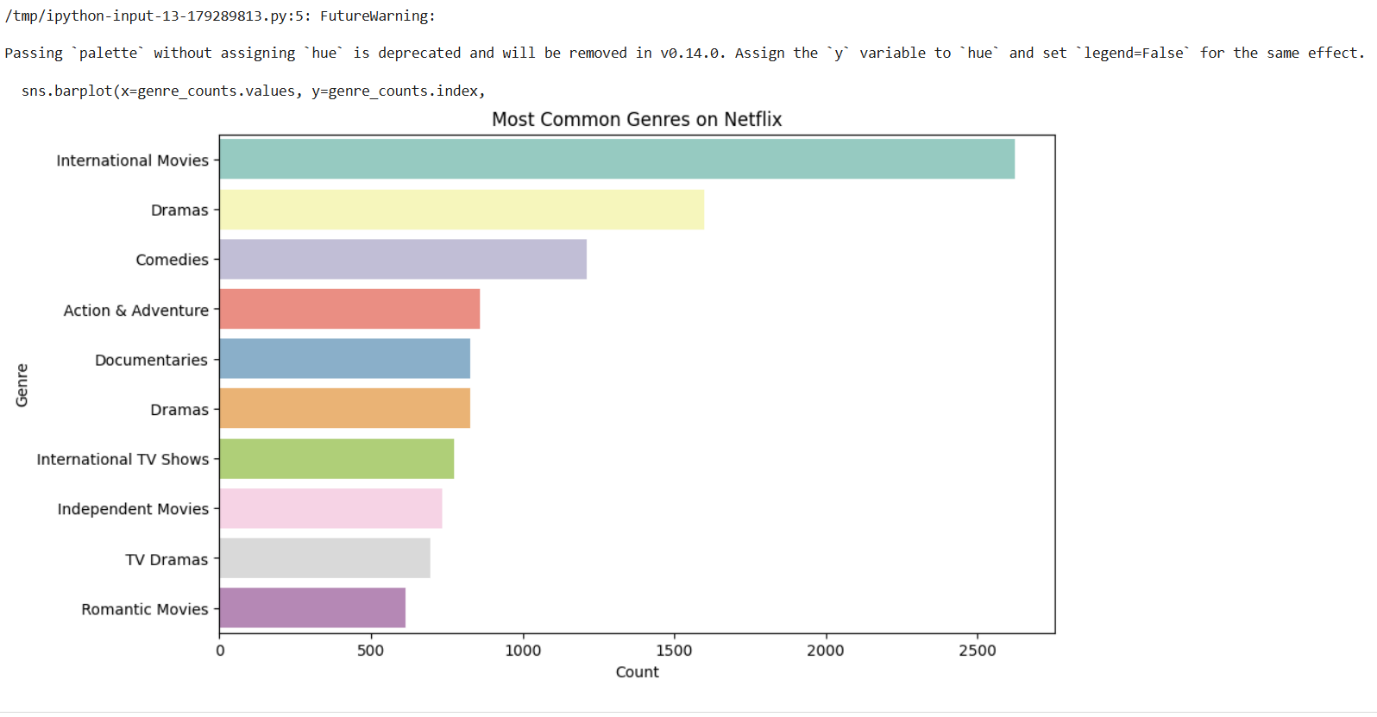 /tmp/ipython-input-13-179289813.py:5: FutureWarning:
Passing `palette` without assigning `hue` is deprecated and will be removed in v0.14.0. Assign the `y` variable to `hue` and set `legend=False` for the same effect.
sns.barplot(x=genre_counts.values, y=genre_counts.index,
Most Common Genres on Netflix
International Movies
Dramas
Comedies
Action & Adventure
Documentaries
Dramas
International TV Shows
Independent Movies
TV Dramas
Romantic Movies
Genre
0 500 1000 1500 2000 2500
Count